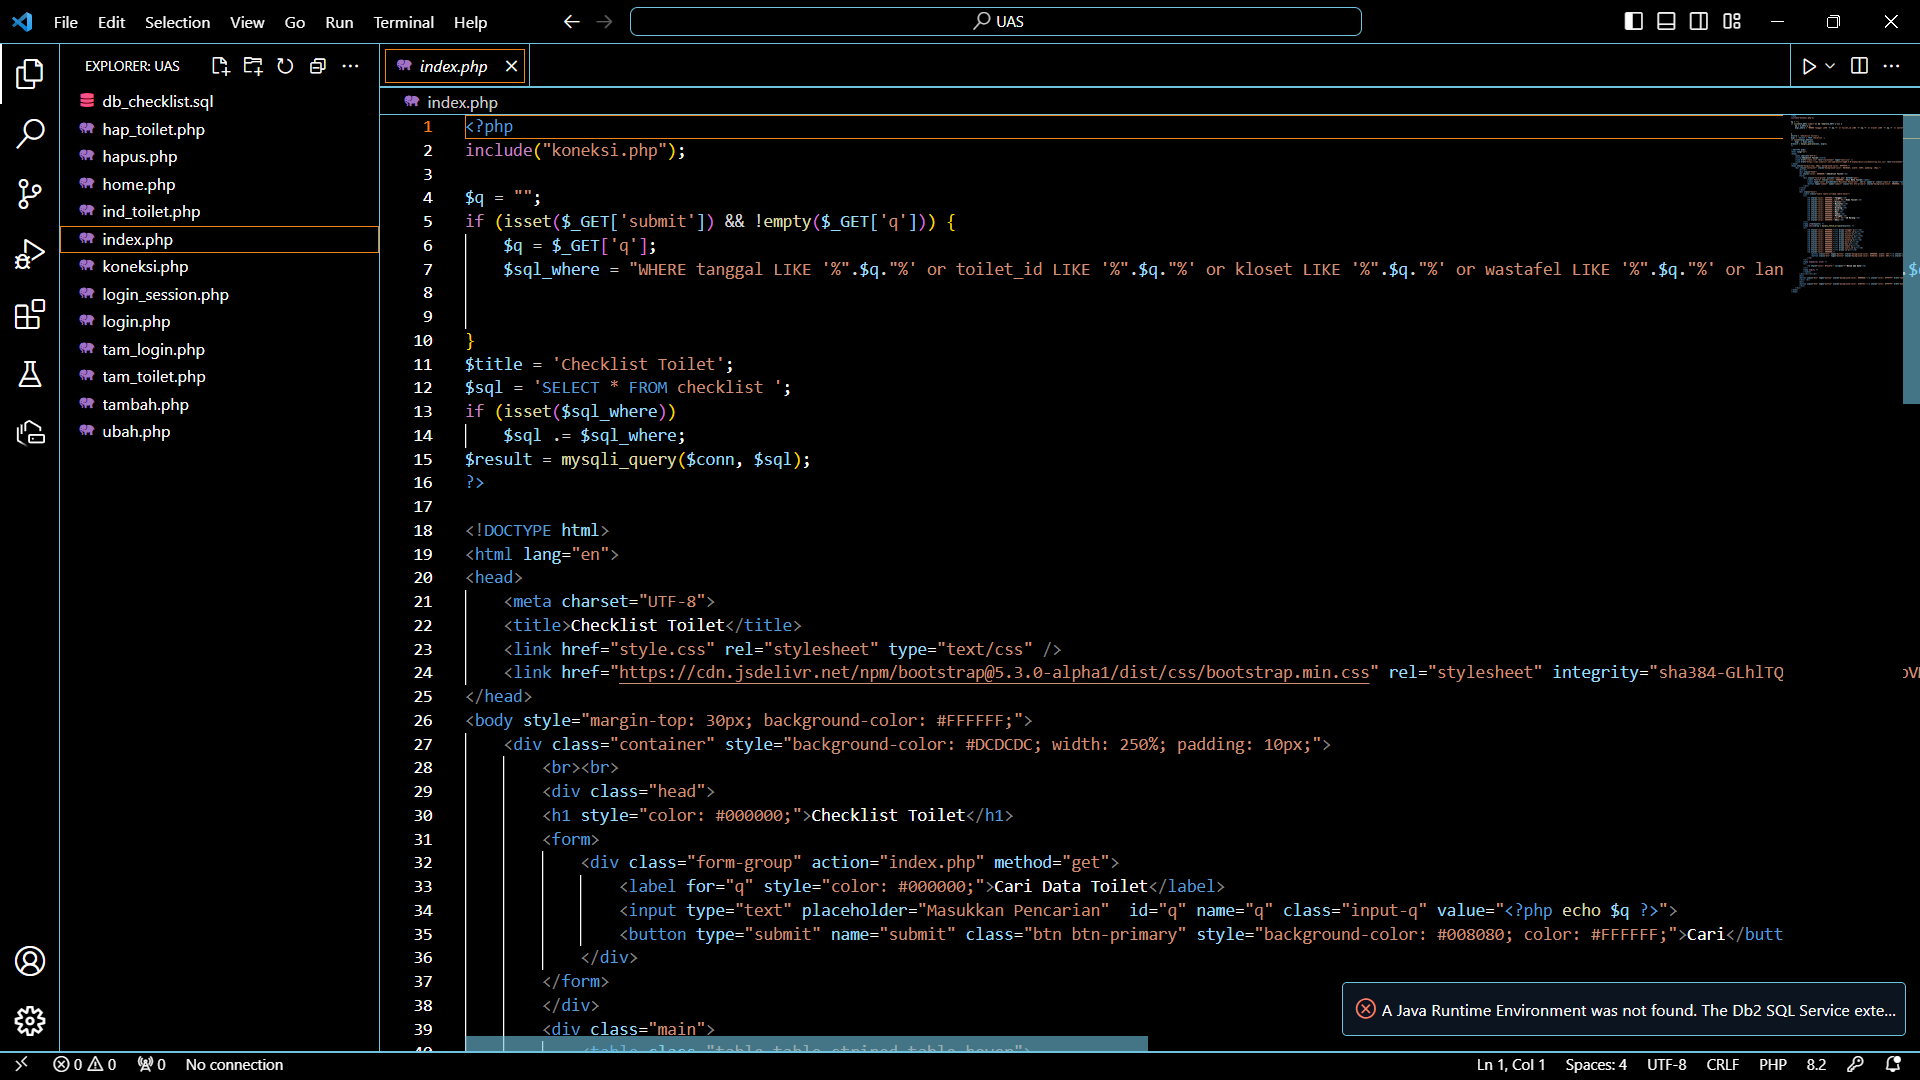 File Edit Selection View Go Run Terminal Help
UAS
EXPLORER: UAS
db_checklist.sql
hap_toilet.php
hapus.php
home.php
ind_toilet.php
index.php
koneksi.php
login_session.php
login.php
tam_login.php
tam_toilet.php
tambah.php
ubah.php
index.php
index.php
1 <?php
2 include("koneksi.php");
3
4 $q = "";
5 if (isset($_GET['submit']) && !empty($_GET['q'])) {
6 $q = $_GET['q'];
7 $sql_where = "WHERE tanggal LIKE '%".$q."%' or toilet_id LIKE '%".$q."%' or kloset LIKE '%".$q."%' or wastafel LIKE '%".$q."%' or lan
8
9
10 }
11 $title = 'Checklist Toilet';
12 $sql = 'SELECT * FROM checklist ';
13 if (isset($sql_where))
14 $sql .= $sql_where;
15 $result = mysqli_query($conn, $sql);
16 ?>
17
18 <!DOCTYPE html>
19 <html lang="en">
20 <head>
21 <meta charset="UTF-8">
22 <title>Checklist Toilet</title>
23 <link href="style.css" rel="stylesheet" type="text/css" />
24 <link href="https://cdn.jsdelivr.net/npm/bootstrap@5.3.0-alpha1/dist/css/bootstrap.min.css" rel="stylesheet" integrity="sha384-GLhlTQ
25 </head>
26 <body style="margin-top: 30px; background-color: #FFFFFF;">
27 <div class="container" style="background-color: #DCDCDC; width: 250%; padding: 10px;">
28 <br><br>
29 <div class="head">
30 <h1 style="color: #000000;">Checklist Toilet</h1>
31 <form>
32 <div class="form-group" action="index.php" method="get">
33 <label for="q" style="color: #000000;">Cari Data Toilet</label>
34 <input type="text" placeholder="Masukkan Pencarian"  id="q" name="q" class="input-q" value="<?php echo $q ?>">
35 <button type="submit" name="submit" class="btn btn-primary" style="background-color: #008080; color: #FFFFFF;">Cari</butt
36 </div>
37 </form>
38 </div>
39 <div class="main">
A Java Runtime Environment was not found. The Db2 SQL Service exte...
0 0 0 No connection
Ln 1, Col 1 Spaces: 4 UTF-8 CRLF PHP 8.2